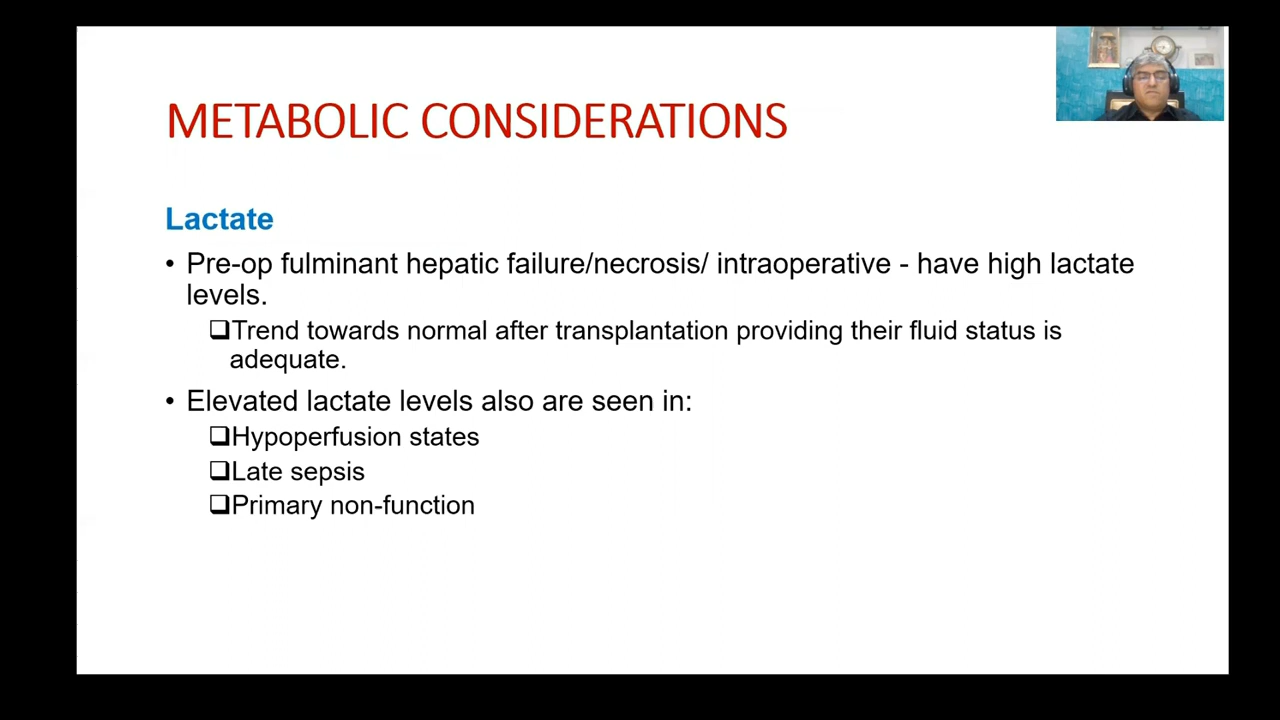 METABOLIC CONSIDERATIONS
Lactate
• Pre-op fulminant hepatic failure/necrosis/ intraoperative - have high lactate
levels.
❑Trend towards normal after transplantation providing their fluid status is
adequate.
• Elevated lactate levels also are seen in:
❑Hypoperfusion states
❑Late sepsis
❑Primary non-function